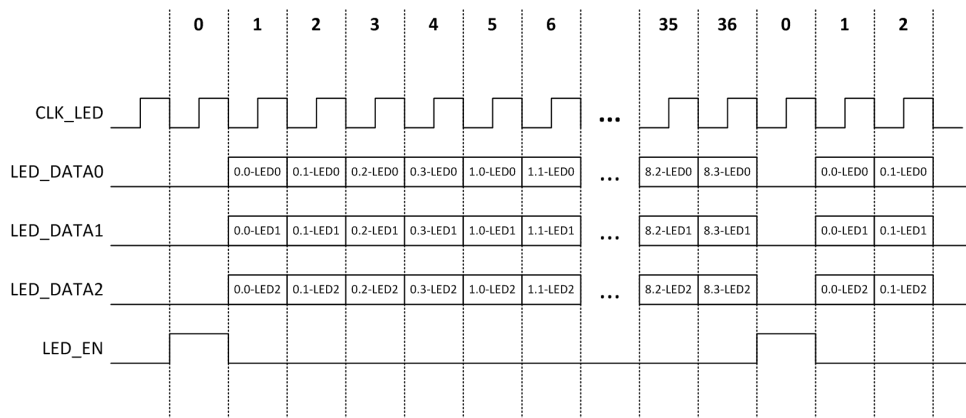 0 1 2 3 4 5 6 35 36 0 1 2
CLK_LED ...
LED_DATA0 0.0-LED0 0.1-LED0 0.2-LED0 0.3-LED0 1.0-LED0 1.1-LED0 ... 8.2-LED0 8.3-LED0 0.0-LED0 0.1-LED0
LED_DATA1 0.0-LED1 0.1-LED1 0.2-LED1 0.3-LED1 1.0-LED1 1.1-LED1 ... 8.2-LED1 8.3-LED1 0.0-LED1 0.1-LED1
LED_DATA2 0.0-LED2 0.1-LED2 0.2-LED2 0.3-LED2 1.0-LED2 1.1-LED2 ... 8.2-LED2 8.3-LED2 0.0-LED2 0.1-LED2
LED_EN